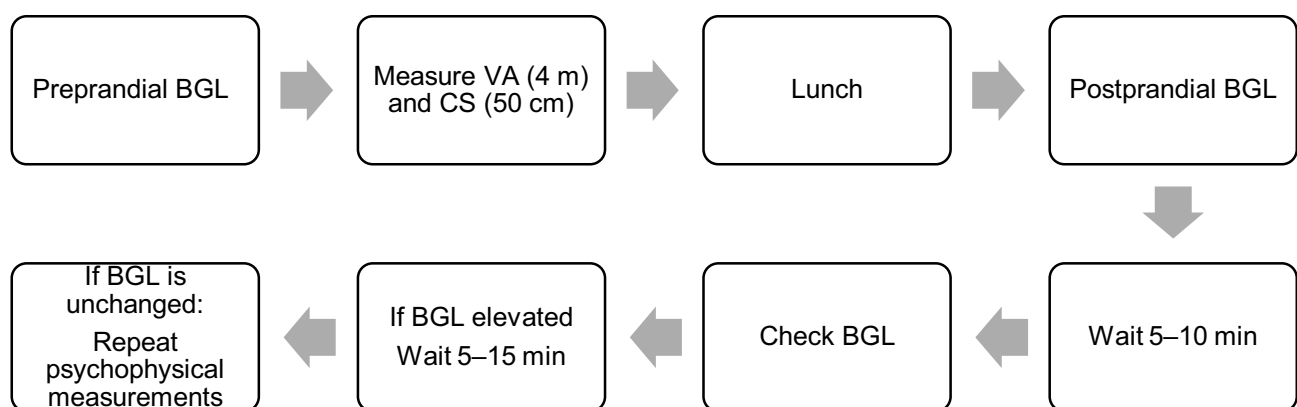 Preprandial BGL
Measure VA (4 m)
and CS (50 cm)
Lunch
Postprandial BGL
Wait 5–10 min
Check BGL
If BGL elevated
Wait 5–15 min
If BGL is
unchanged:
Repeat
psychophysical
measurements